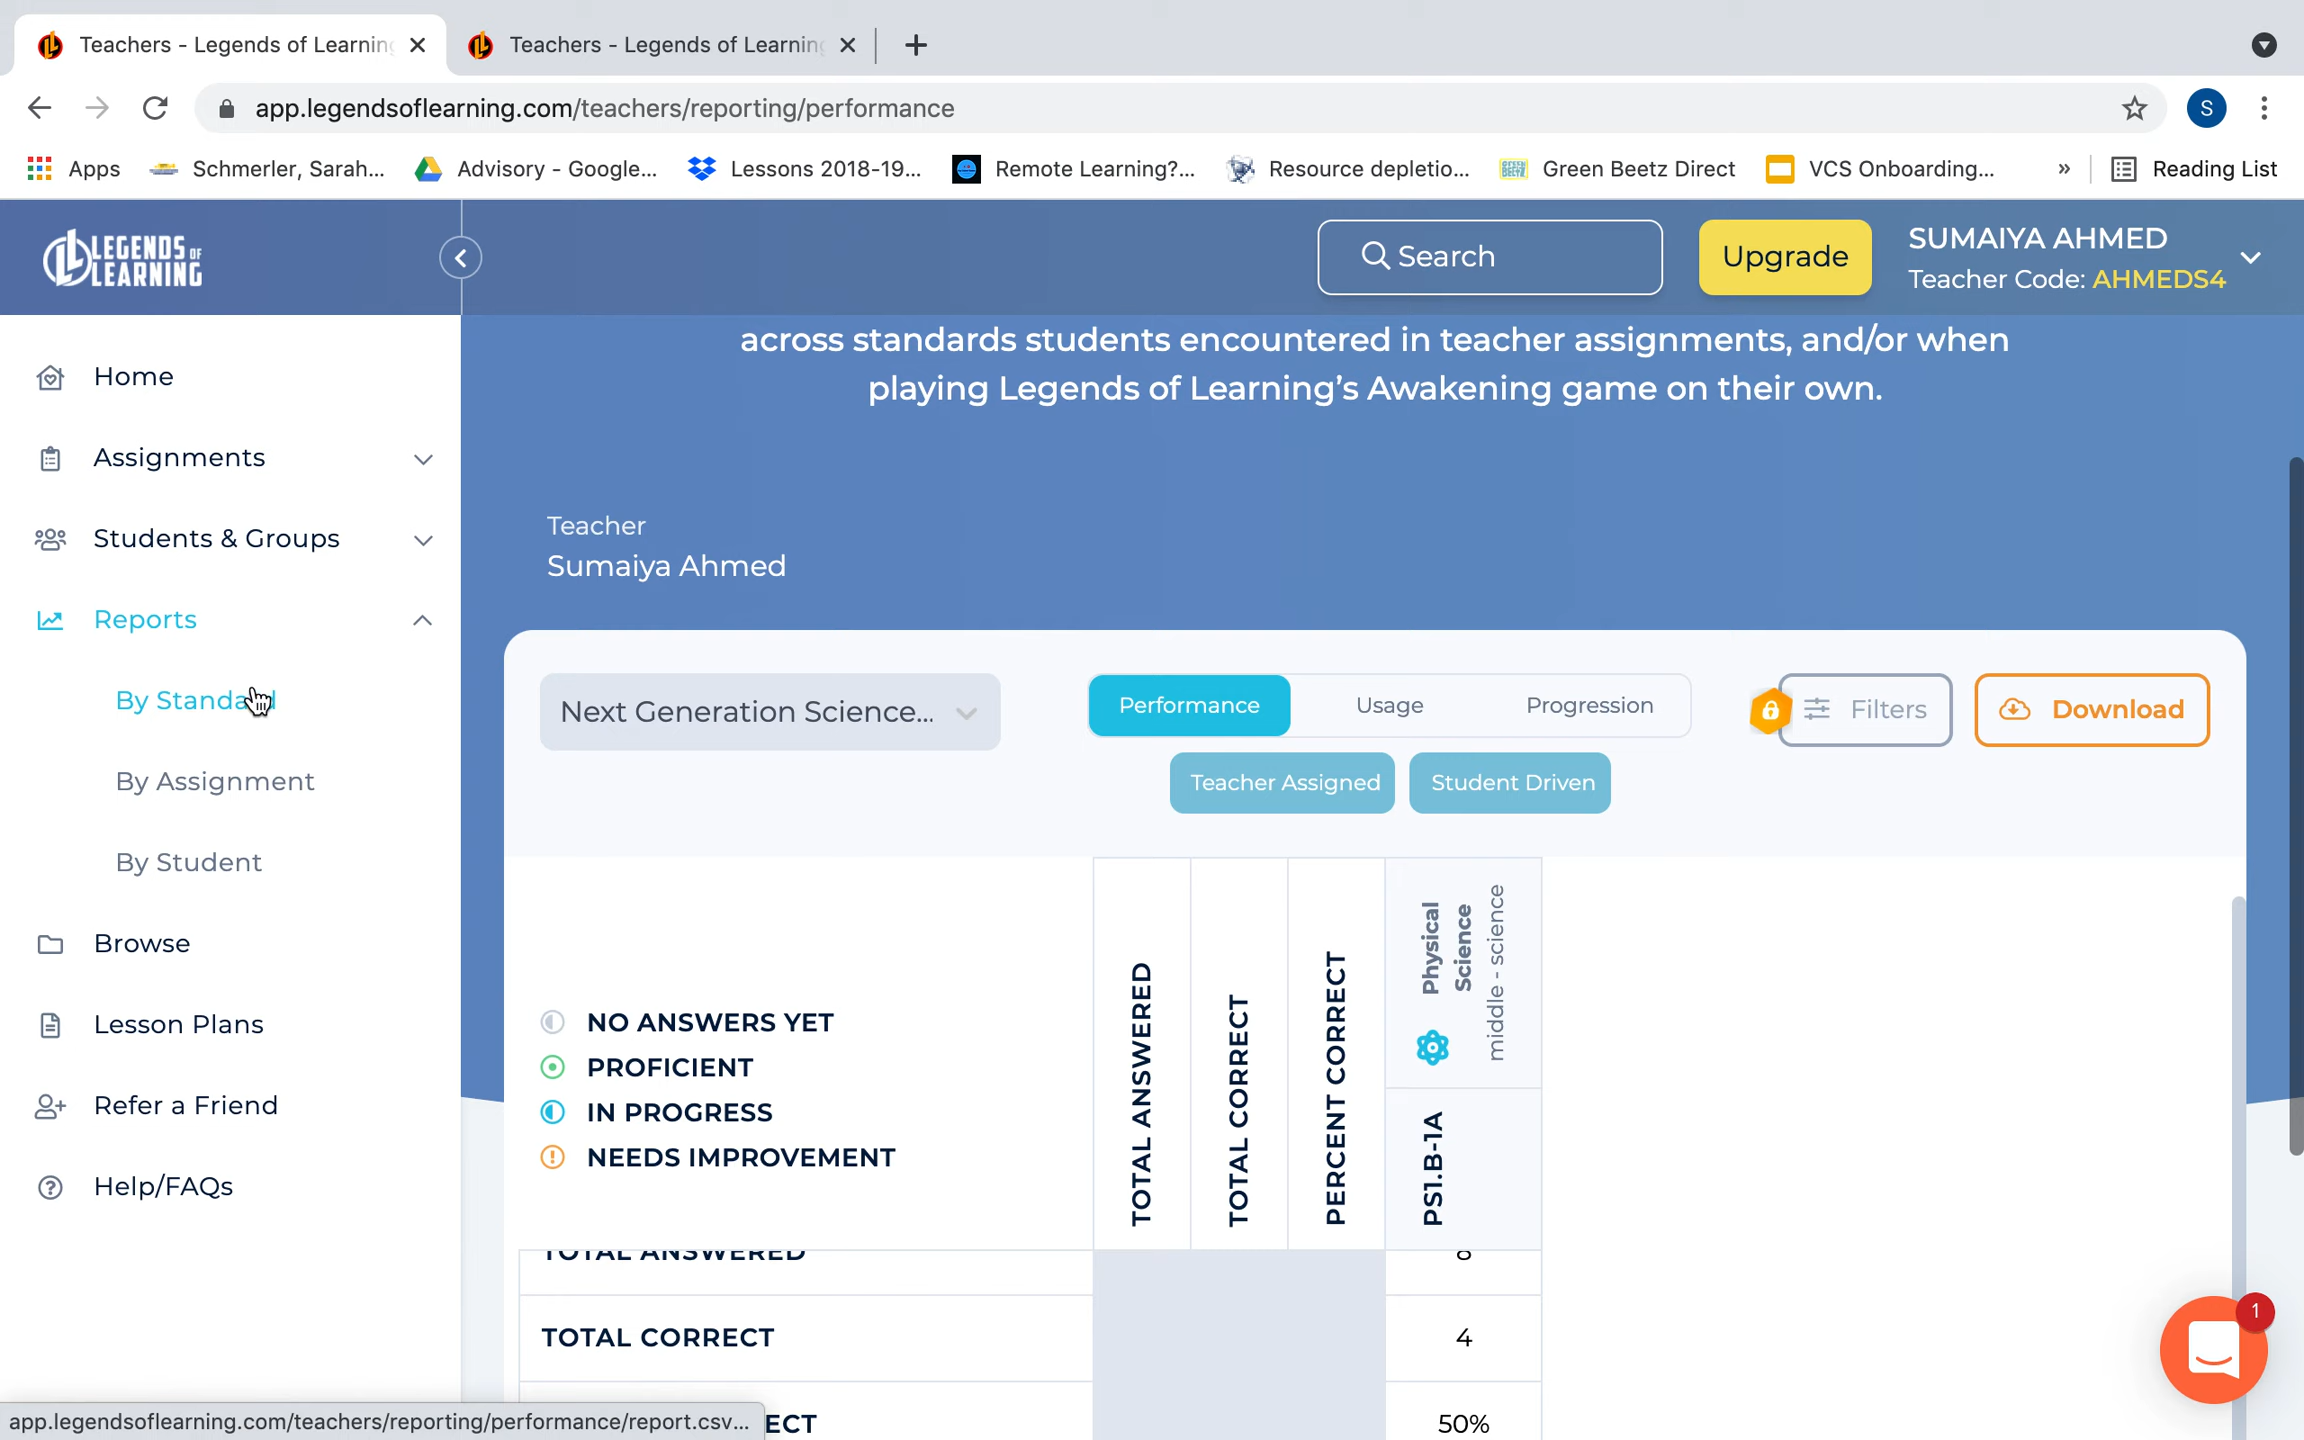 Teachers - Legends of Learning
Teachers - Legends of Learning
app.legendsoflearning.com/teachers/reporting/performance
Apps
Schmerler, Sarah...
Advisory - Google...
Lessons 2018-19...
Remote Learning?...
Resource depletio...
Green Beetz Direct
VCS Onboarding...
»
Reading List
S
LEGENDS OF
LEARNING
Search
Upgrade
SUMAIYA AHMED
Teacher Code: AHMEDS4
Home
Assignments
Students & Groups
Reports
By Standard
By Assignment
By Student
Browse
Lesson Plans
Refer a Friend
Help/FAQs
across standards students encountered in teacher assignments, and/or when
playing Legends of Learning’s Awakening game on their own.
Teacher
Sumaiya Ahmed
Next Generation Science...
Performance
Usage
Progression
Teacher Assigned
Student Driven
Filters
Download
NO ANSWERS YET
PROFICIENT
IN PROGRESS
NEEDS IMPROVEMENT
TOTAL ANSWERED
TOTAL CORRECT
PERCENT CORRECT
Physical
Science
middle - science
PS1.B-1A
TOTAL ANSWERED
8
TOTAL CORRECT
4
ECT
50%
1
app.legendsoflearning.com/teachers/reporting/performance/report.csv...